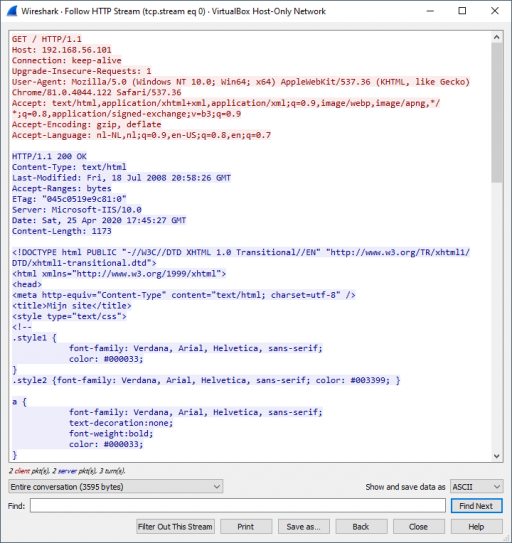 Wireshark · Follow HTTP Stream (tcp.stream eq 0) · VirtualBox Host-Only Network
GET / HTTP/1.1
Host: 192.168.56.101
Connection: keep-alive
Upgrade-Insecure-Requests: 1
User-Agent: Mozilla/5.0 (Windows NT 10.0; Win64; x64) AppleWebKit/537.36 (KHTML, like Gecko)
Chrome/81.0.4044.122 Safari/537.36
Accept: text/html,application/xhtml+xml,application/xml;q=0.9,image/webp,image/apng,*/
*;q=0.8,application/signed-exchange;v=b3;q=0.9
Accept-Encoding: gzip, deflate
Accept-Language: nl-NL,nl;q=0.9,en-US;q=0.8,en;q=0.7
HTTP/1.1 200 OK
Content-Type: text/html
Last-Modified: Fri, 18 Jul 2008 20:58:26 GMT
Accept-Ranges: bytes
ETag: "045c0519e9c81:0"
Server: Microsoft-IIS/10.0
Date: Sat, 25 Apr 2020 17:45:27 GMT
Content-Length: 1173
<!DOCTYPE html PUBLIC "-//W3C//DTD XHTML 1.0 Transitional//EN" "http://www.w3.org/TR/xhtml1/
DTD/xhtml1-transitional.dtd">
<html xmlns="http://www.w3.org/1999/xhtml">
<head>
<meta http-equiv="Content-Type" content="text/html; charset=utf-8" />
<title>Mijn site</title>
<style type="text/css">
<!--
.style1 {
font-family: Verdana, Arial, Helvetica, sans-serif;
color: #000033;
}
.style2 {font-family: Verdana, Arial, Helvetica, sans-serif; color: #003399; }
a {
font-family: Verdana, Arial, Helvetica, sans-serif;
text-decoration:none;
font-weight:bold;
color: #000033;
}
2 client pkt(s), 2 server pkt(s), 3 turn(s).
Entire conversation (3595 bytes) Show and save data as ASCII
Find: Find Next
Filter Out This Stream Print Save as... Back Close Help